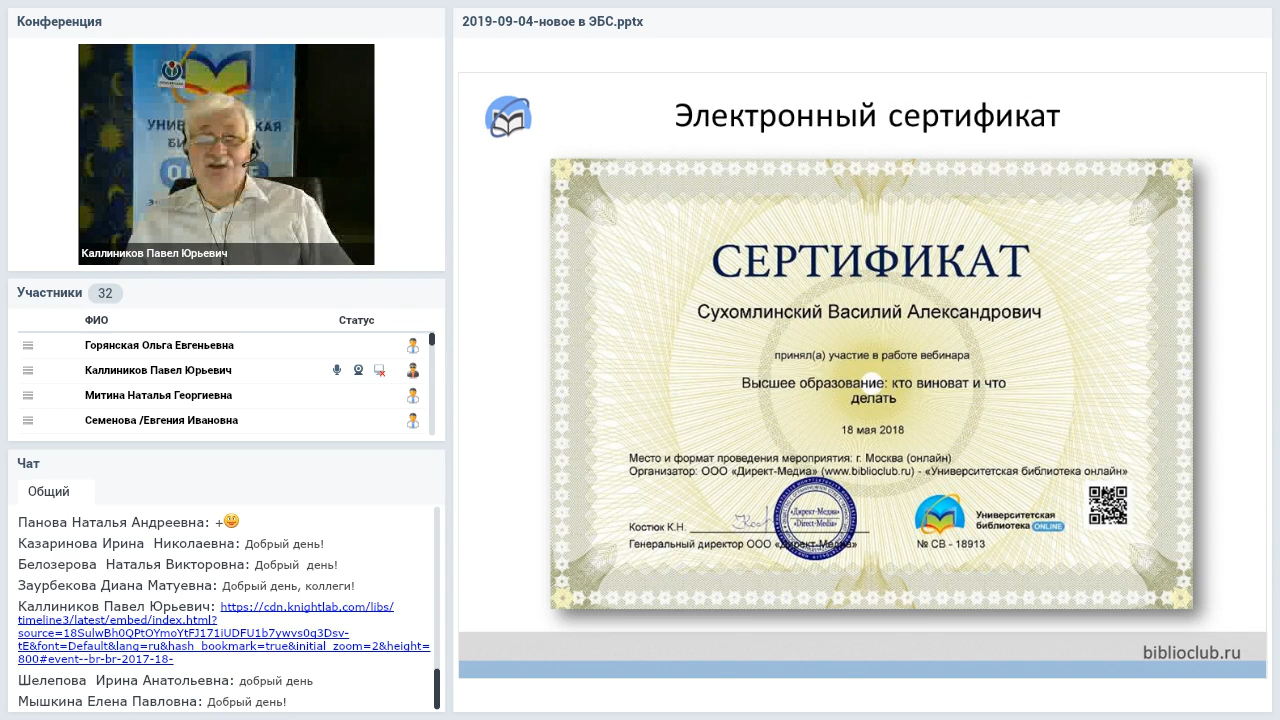 Конференция
УНИВ
СКАЯ
БИ
Каллиников Павел Юрьевич
Участники 32
ФИО Статус
Горянская Ольга Евгеньевна
Каллиников Павел Юрьевич
Митина Наталья Георгиевна
Семенова /Евгения Ивановна
Чат
Общий
Панова Наталья Андреевна: +
Казаринова Ирина Николаевна: Добрый день!
Белозерова Наталья Викторовна: Добрый день!
Заурбекова Диана Матуевна: Добрый день, коллеги!
Каллиников Павел Юрьевич: https://cdn.knightlab.com/libs/
timeline3/latest/embed/index.html?
source=18SulwBh0QPtOYmoYtFJ171iUDFU1b7ywvs0q3Dsv-
tE&font=Default&lang=ru&hash_bookmark=true&initial_zoom=2&height=
800#event--br-br-2017-18-
Шелепова Ирина Анатольевна: добрый день
Мышкина Елена Павловна: Добрый день!
2019-09-04-новое в ЭБС.pptx
Электронный сертификат
СЕРТИФИКАТ
Сухомлинский Василий Александрович
принял(а) участие в работе вебинара
Высшее образование: кто виноват и что
делать
18 мая 2018
Место и формат проведения мероприятия: г. Москва (онлайн)
Организатор: ООО «Директ-Медиа» (www.biblioclub.ru) - «Университетская библиотека онлайн»
Костюк К.Н.
Генеральный директор ООО «Директ-Медиа»
«Директ-Медиа»
«Direct-Media»
Университетская
библиотека ONLINE
№ СВ - 18913
biblioclub.ru